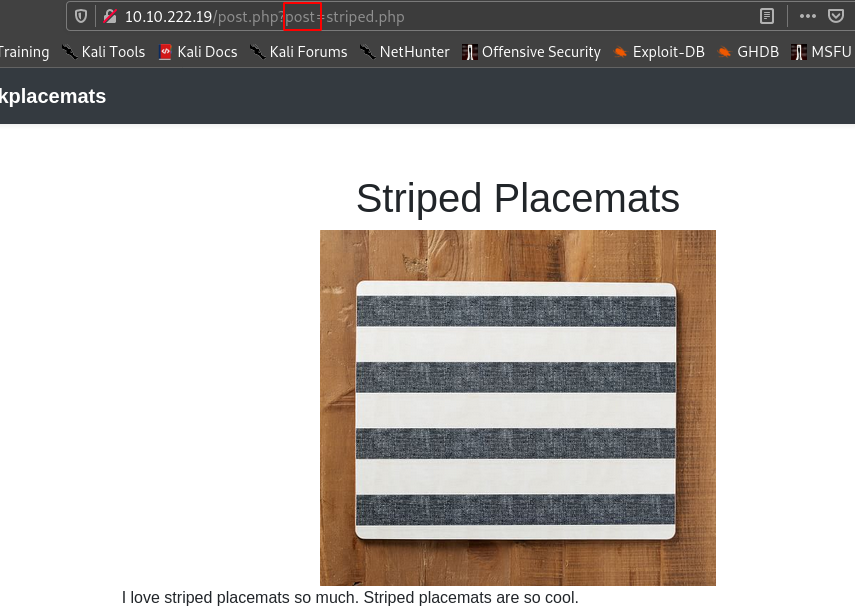 10.10.222.19/post.php?post=striped.php
Training Kali Tools Kali Docs Kali Forums NetHunter Offensive Security Exploit-DB GHDB MSFU
kplacemats
Striped Placemats
I love striped placemats so much. Striped placemats are so cool.